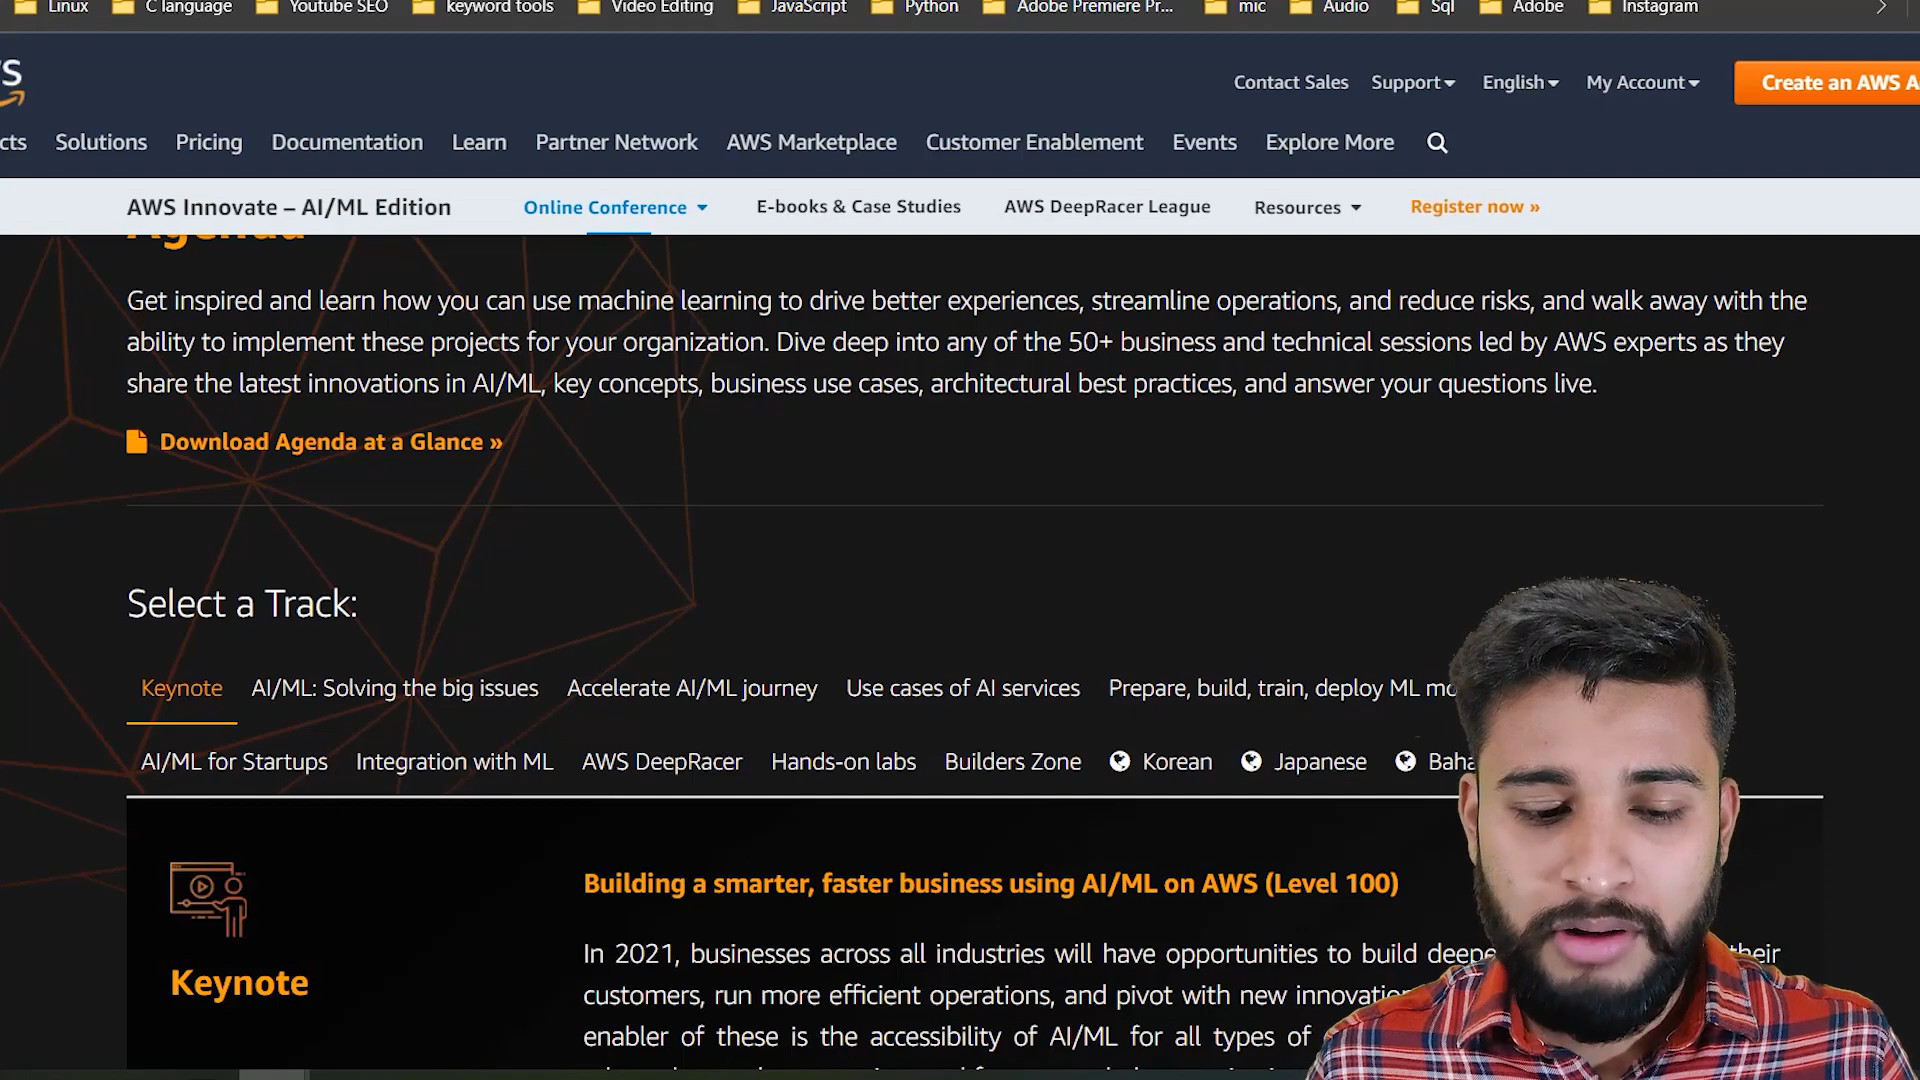 Linux C language Youtube SEO keyword tools Video Editing JavaScript Python Adobe Premiere Pr... mic Audio Sql Adobe Instagram
Contact Sales Support English My Account Create an AWS A
Solutions Pricing Documentation Learn Partner Network AWS Marketplace Customer Enablement Events Explore More
AWS Innovate – AI/ML Edition Online Conference E-books & Case Studies AWS DeepRacer League Resources Register now »
Agenda
Get inspired and learn how you can use machine learning to drive better experiences, streamline operations, and reduce risks, and walk away with the
ability to implement these projects for your organization. Dive deep into any of the 50+ business and technical sessions led by AWS experts as they
share the latest innovations in AI/ML, key concepts, business use cases, architectural best practices, and answer your questions live.
Download Agenda at a Glance »
Select a Track:
Keynote AI/ML: Solving the big issues Accelerate AI/ML journey Use cases of AI services Prepare, build, train, deploy ML mo
AI/ML for Startups Integration with ML AWS DeepRacer Hands-on labs Builders Zone Korean Japanese Baha
Building a smarter, faster business using AI/ML on AWS (Level 100)
Keynote
In 2021, businesses across all industries will have opportunities to build deepe their
customers, run more efficient operations, and pivot with new innovatio
enabler of these is the accessibility of AI/ML for all types of